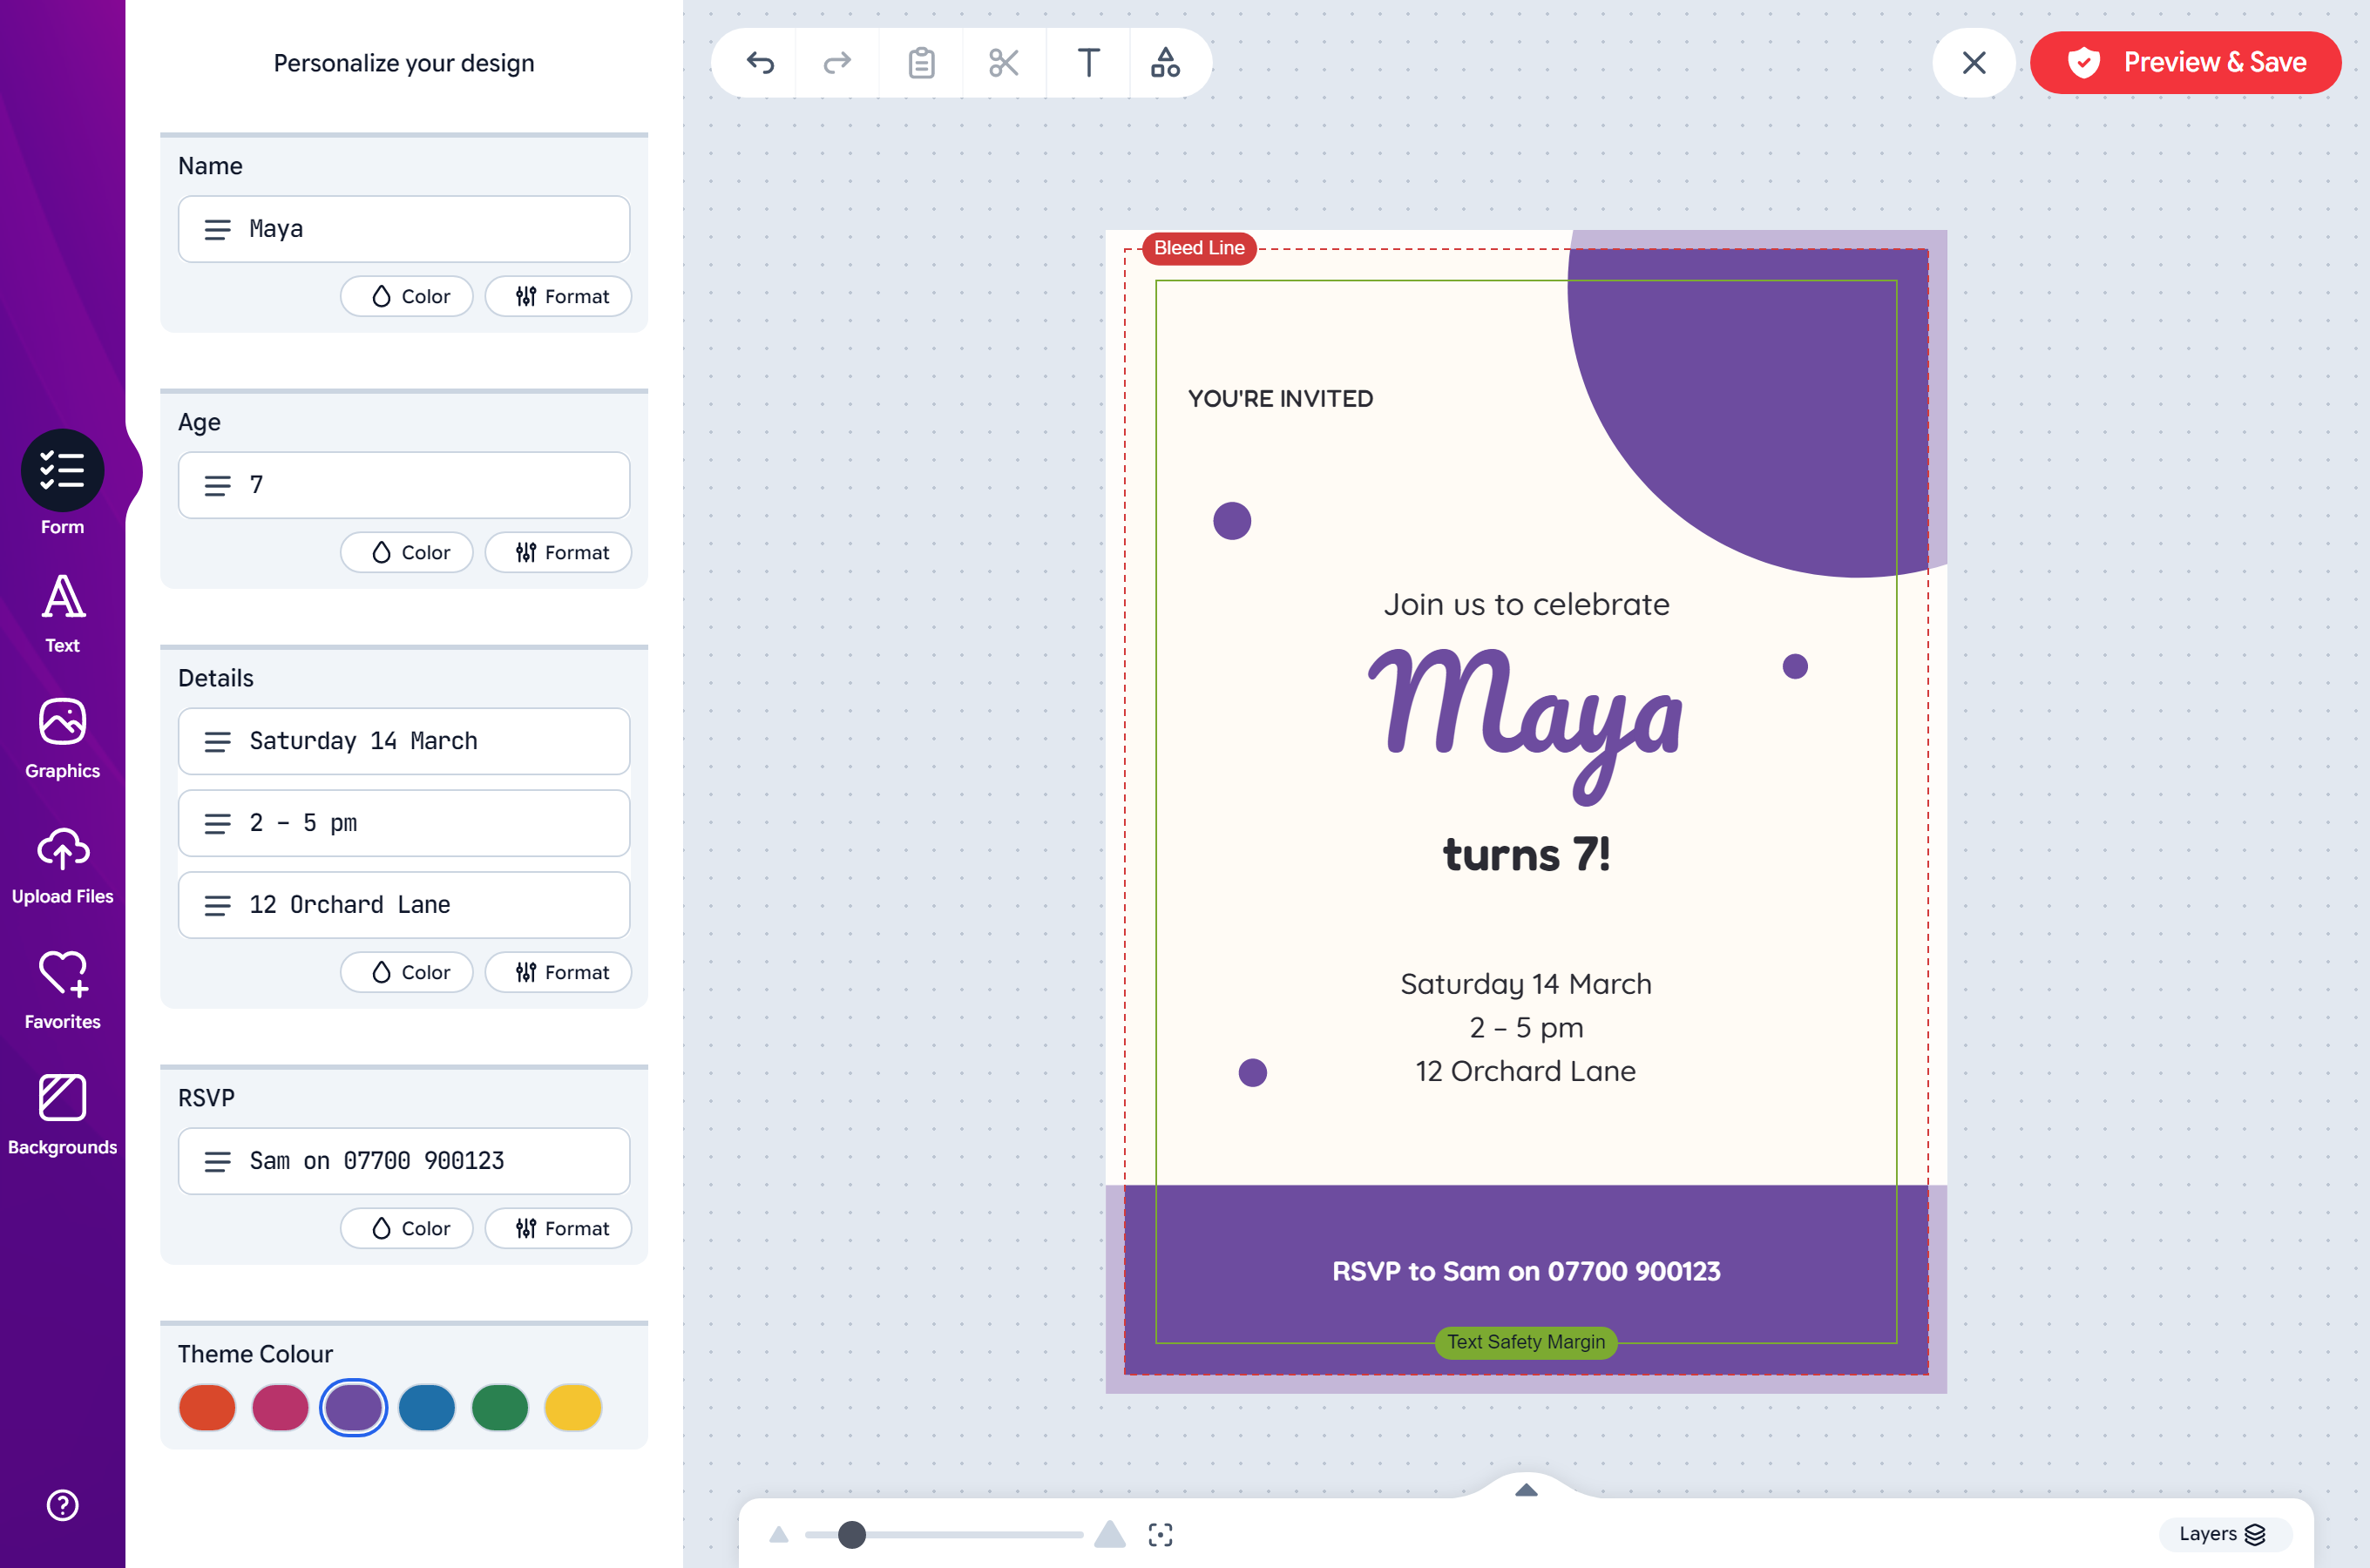 Personalize your design
Name
Maya
Color
Format
Age
7
Color
Format
Details
Saturday 14 March
2 – 5 pm
12 Orchard Lane
Color
Format
RSVP
Sam on 07700 900123
Color
Format
Theme Colour
Form
Text
Graphics
Upload Files
Favorites
Backgrounds
Preview & Save
Bleed Line
YOU'RE INVITED
Join us to celebrate
Maya
turns 7!
Saturday 14 March
2 – 5 pm
12 Orchard Lane
RSVP to Sam on 07700 900123
Text Safety Margin
Layers